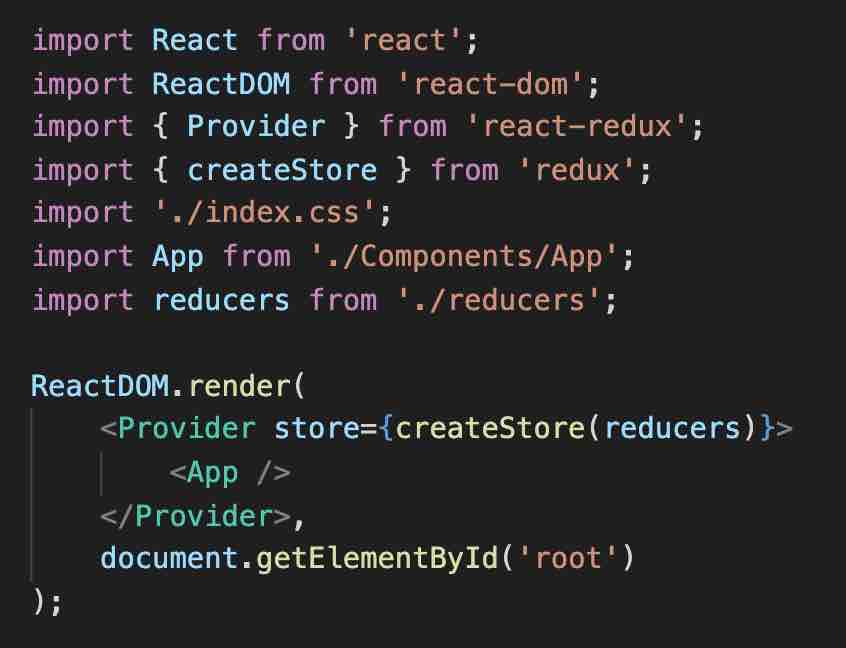 import React from 'react';
import ReactDOM from 'react-dom';
import { Provider } from 'react-redux';
import { createStore } from 'redux';
import './index.css';
import App from './Components/App';
import reducers from './reducers';

ReactDOM.render(
    <Provider store={createStore(reducers)}>
        <App />
    </Provider>,
    document.getElementById('root')
);